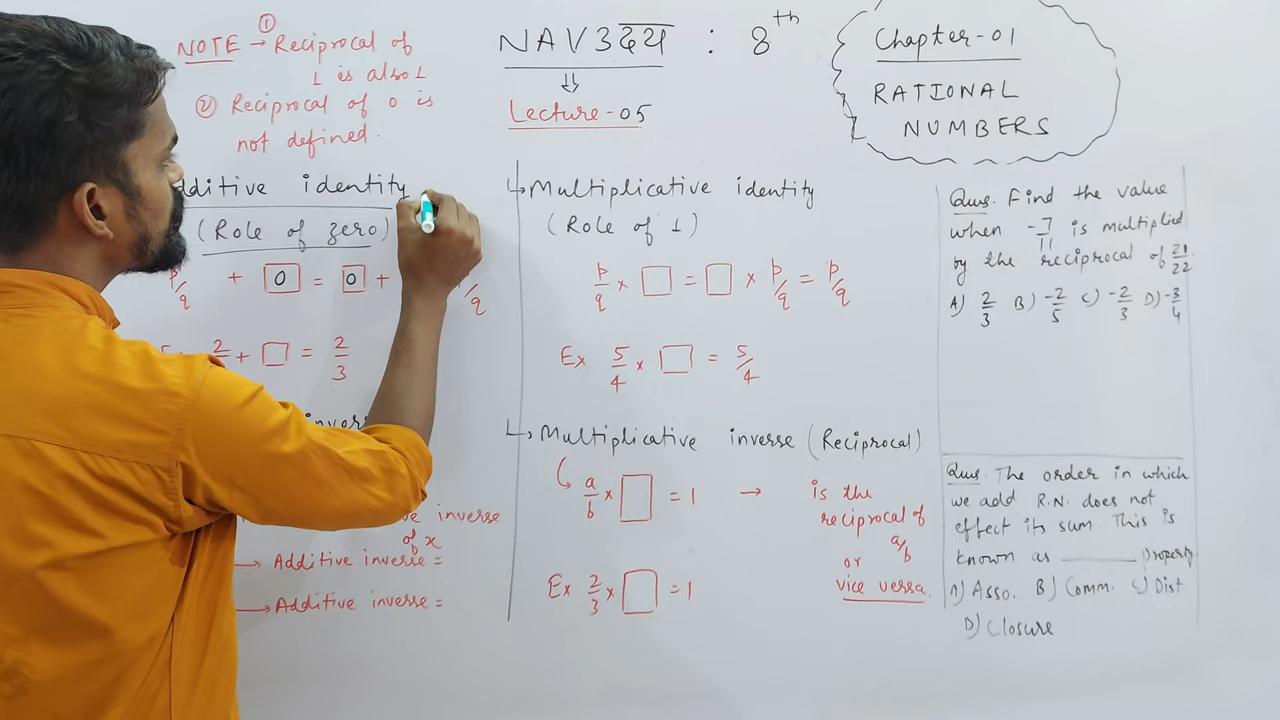 NAV3દય : 8th
Lecture-05
Chapter-01
RATIONAL
NUMBERS
NOTE → ① Reciprocal of
1 is also 1
② Reciprocal of 0 is
not defined.
dditive identity
(Role of zero)
p/q + 0 = 0 + /q
2 + □ = 2/3
inverse
of x
→ Additive inverse =
→ Additive inverse =
↳ Multiplicative identity
(Role of 1)
p/q × □ = □ × p/q = p/q
Ex 5/4 × □ = 5/4
↳ Multiplicative inverse (Reciprocal)
a/b × □ = 1 → is the
reciprocal of
a/b
or
vice versa.
Ex 2/3 × □ = 1
Ques. Find the value
when -7/11 is multiplied
by the reciprocal of 21/22.
A) 2/3 B) -2/5 C) -2/3 D) -3/4
Ques. The order in which
we add R.N. does not
effect its sum This is
known as ______ property
A) Asso. B) Comm. C) Dist.
D) Closure